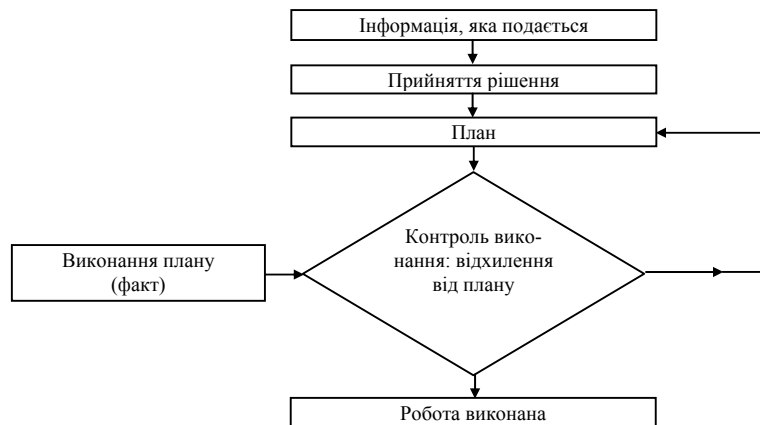 Інформація, яка подається
Прийняття рішення
План
Контроль вико-
нання: відхилення
від плану
Виконання плану
(факт)
Робота виконана